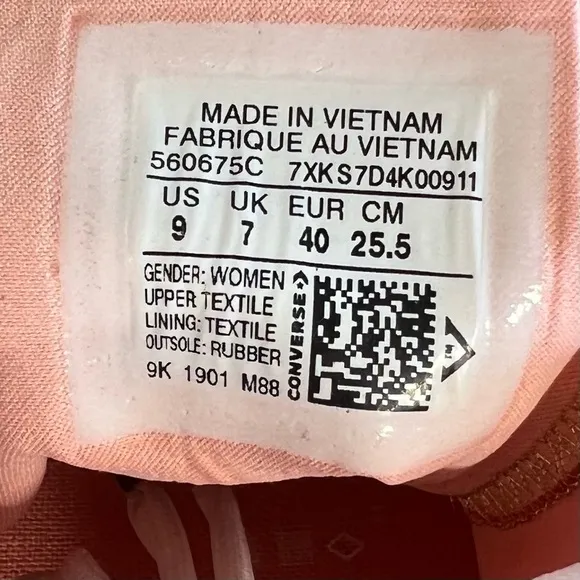 MADE IN VIETNAM
FABRIQUE AU VIETNAM
560675C 7XKS7D4K00911
US UK EUR CM
9 7 40 25.5
GENDER: WOMEN
UPPER: TEXTILE
LINING: TEXTILE
OUTSOLE: RUBBER
9K 1901 M88
CONVERSE
TM